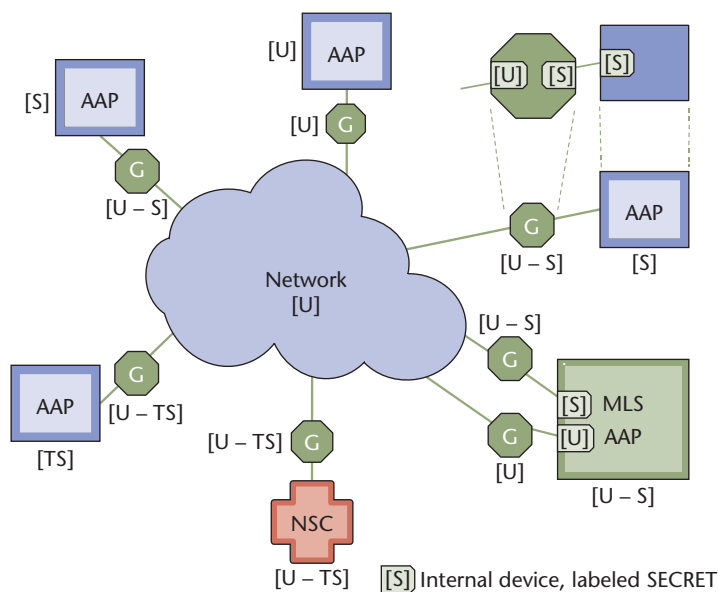 [U]
AAP
[S]
AAP
[U]
G
[U]
[S]
[S]
G
[U – S]
AAP
[S]
G
[U – S]
Network
[U]
[U – S]
G
[S]
MLS
[U]
AAP
[U – S]
G
[U]
AAP
[TS]
G
[U – TS]
[U – TS]
G
NSC
[U – TS]
[S] Internal device, labeled SECRET